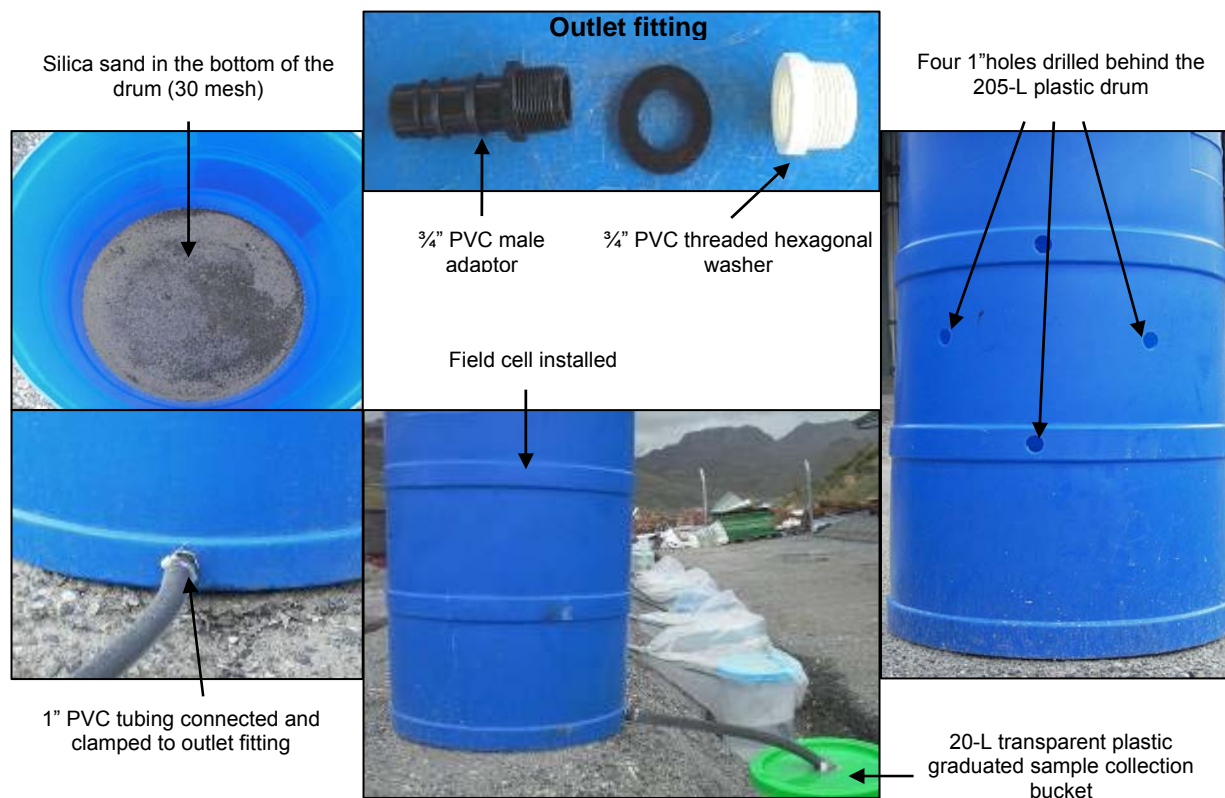 Outlet fitting
Silica sand in the bottom of the
drum (30 mesh)
Four 1”holes drilled behind the
205-L plastic drum
¾” PVC male
adaptor
¾” PVC threaded hexagonal
washer
Field cell installed
1” PVC tubing connected and
clamped to outlet fitting
20-L transparent plastic
graduated sample collection
bucket